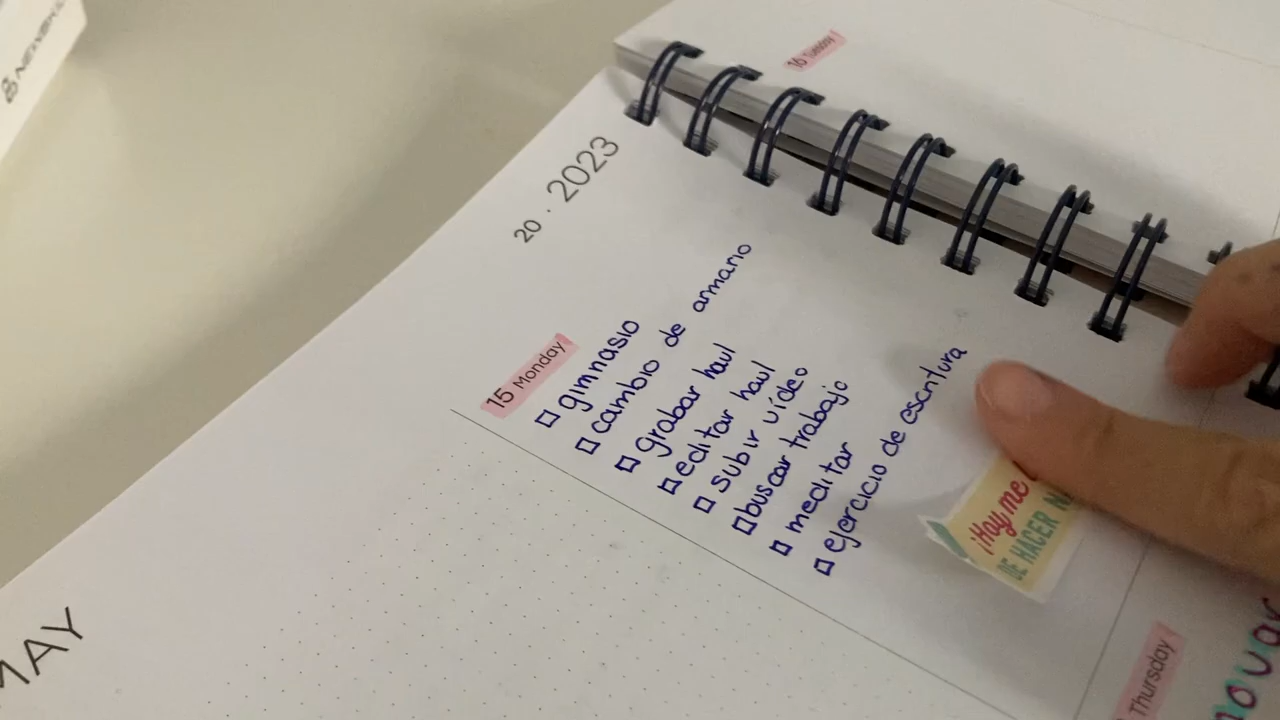 20 · 2023
MAY
15 Monday
gimnasio
cambio de armario
grabar haul
editar haul
subir vídeo
buscar trabajo
meditar
ejercicio de escritura
¡Hoy me
DE HACER
16 Tuesday
Thursday